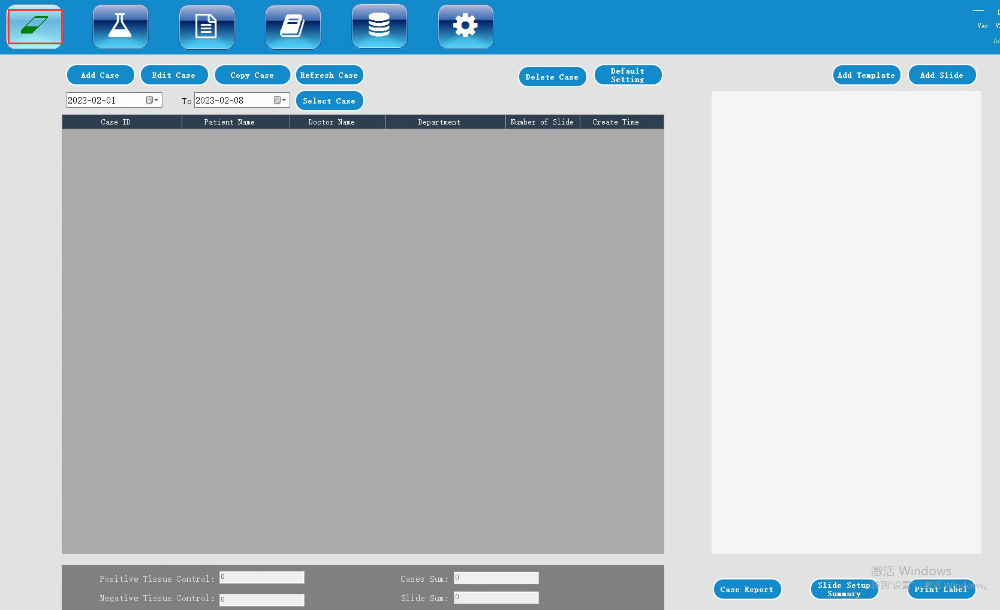 Ver:
Add Case
Edit Case
Copy Case
Refresh Case
Delete Case
Default
Setting
Add Template
Add Slide
2023-02-01
To
2023-02-08
Select Case
Case ID
Patient Name
Doctor Name
Department
Number of Slide
Create Time
Positive Tissue Control:
0
Cases Sum:
0
Negative Tissue Control:
0
Slide Sum:
0
激活 Windows
转到"设置"以激活 Windows。
Case Report
Slide Setup
Summary
Print Label